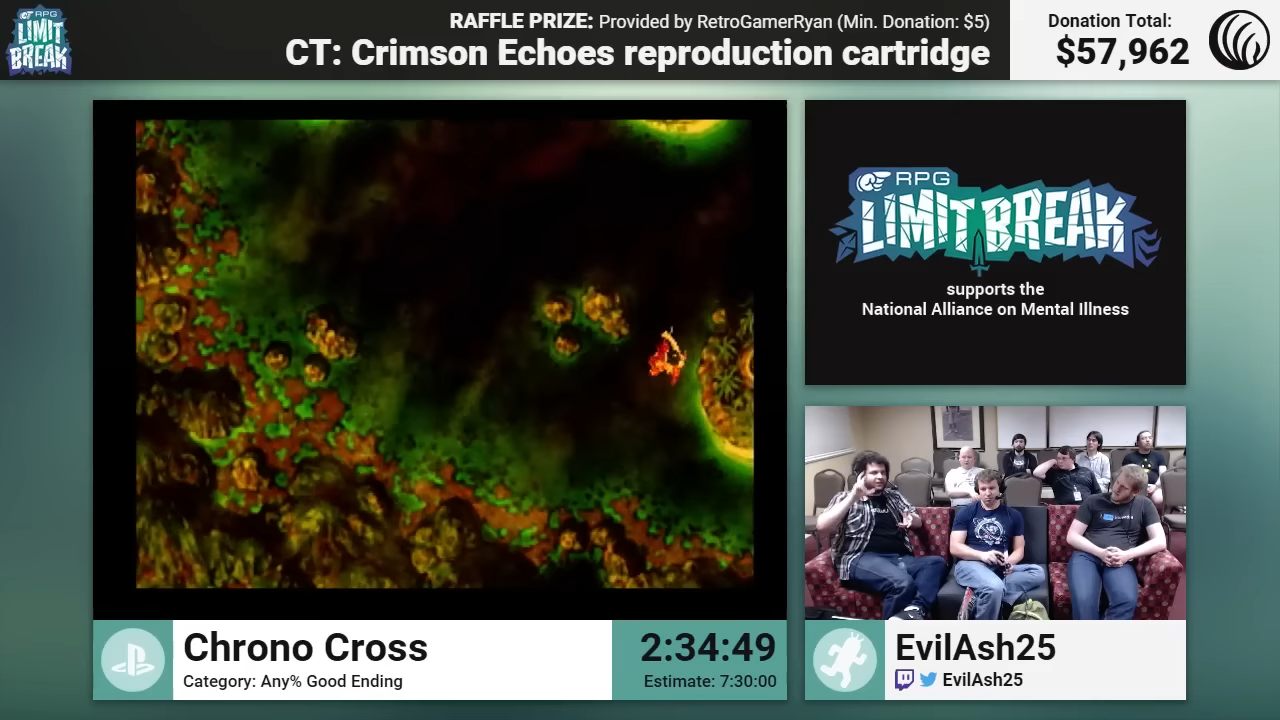 RPG
LIMIT
BREAK
RAFFLE PRIZE: Provided by RetroGamerRyan (Min. Donation: $5)
CT: Crimson Echoes reproduction cartridge
Donation Total:
$57,962
RPG
LIMIT BREAK
supports the
National Alliance on Mental Illness
Chrono Cross
Category: Any% Good Ending
2:34:49
Estimate: 7:30:00
EvilAsh25
EvilAsh25